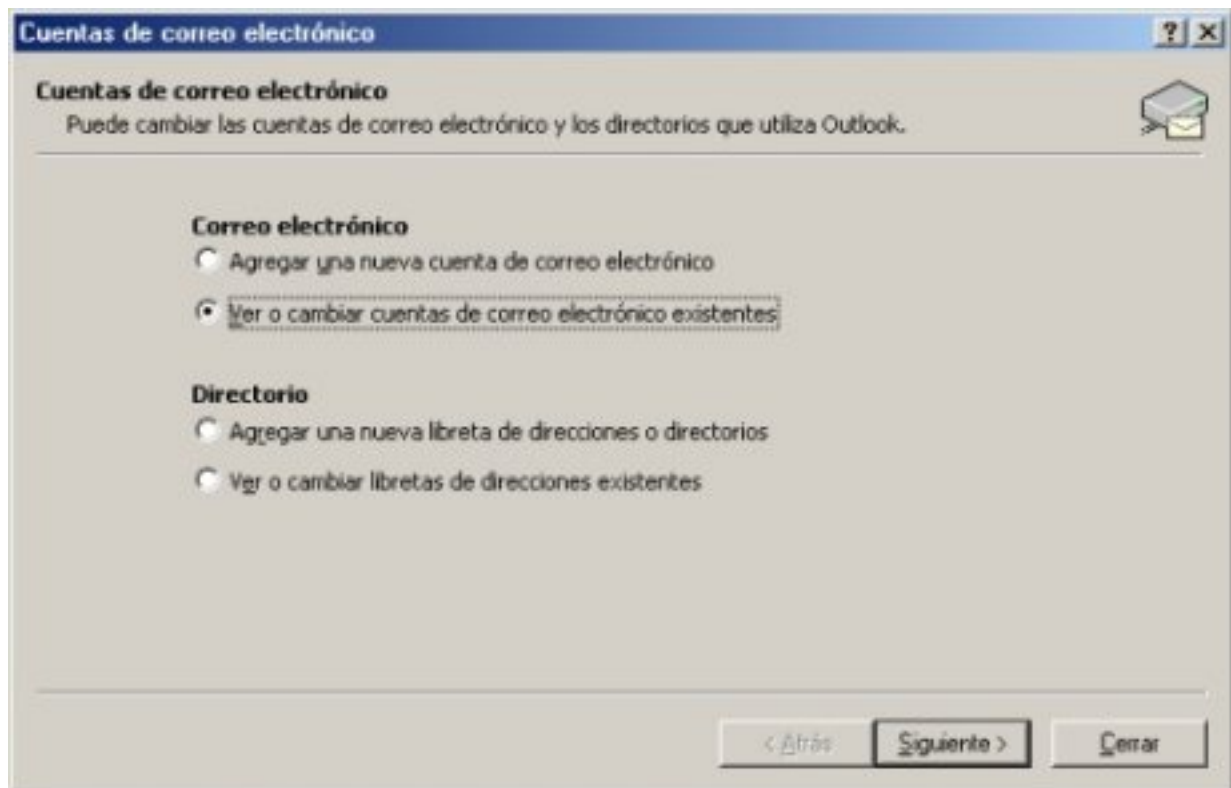 Cuentas de correo electrónico
Cuentas de correo electrónico
Puede cambiar las cuentas de correo electrónico y los directorios que utiliza Outlook.
Correo electrónico
Agregar una nueva cuenta de correo electrónico
Ver o cambiar cuentas de correo electrónico existentes
Directorio
Agregar una nueva libreta de direcciones o directorios
Ver o cambiar libretas de direcciones existentes
< Atrás Siguiente > Cerrar